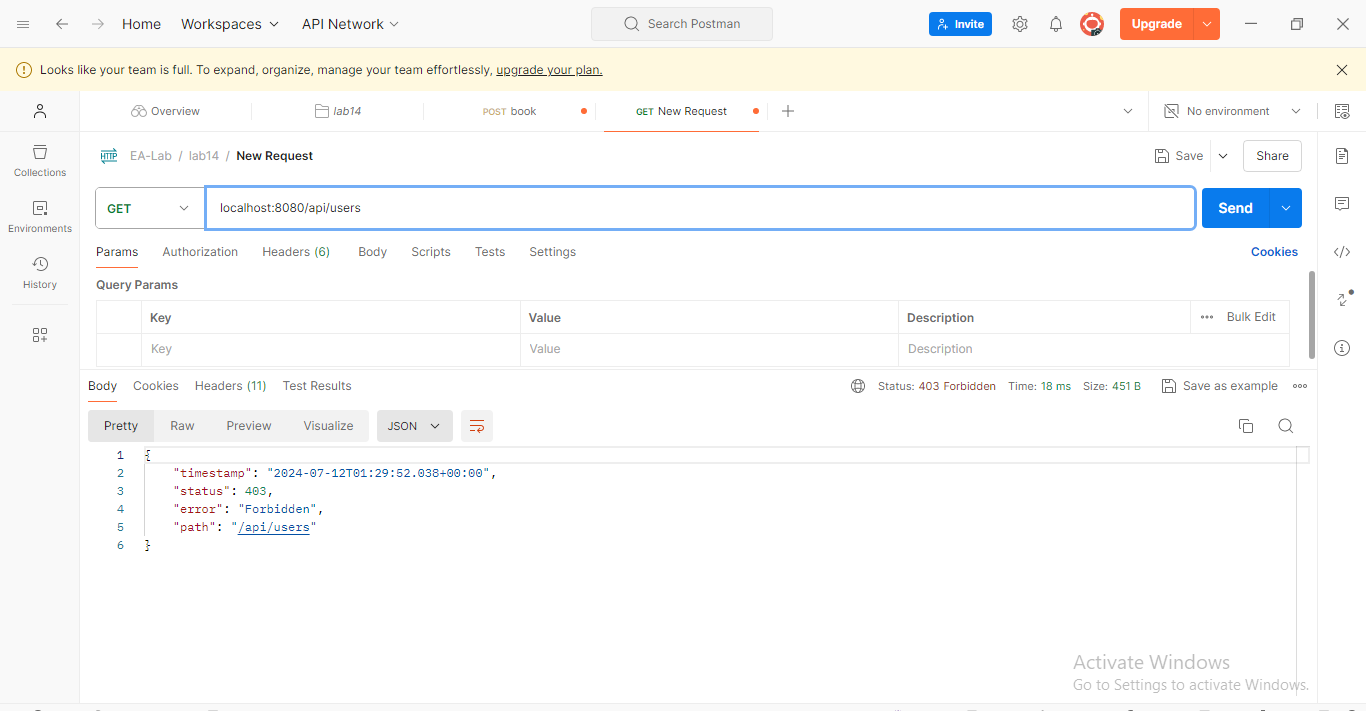 Home Workspaces API Network Search Postman Invite Upgrade
Looks like your team is full. To expand, organize, manage your team effortlessly, upgrade your plan.
Overview lab14 POST book GET New Request No environment
HTTP EA-Lab / lab14 / New Request Save Share
Collections
GET localhost:8080/api/users Send
Environments
Params Authorization Headers (6) Body Scripts Tests Settings Cookies
History
Query Params
Key Value Description Bulk Edit
Key Value Description
Body Cookies Headers (11) Test Results Status: 403 Forbidden Time: 18 ms Size: 451 B Save as example
Pretty Raw Preview Visualize JSON
1 {
2 "timestamp": "2024-07-12T01:29:52.038+00:00",
3 "status": 403,
4 "error": "Forbidden",
5 "path": "/api/users"
6 }
Activate Windows
Go to Settings to activate Windows.